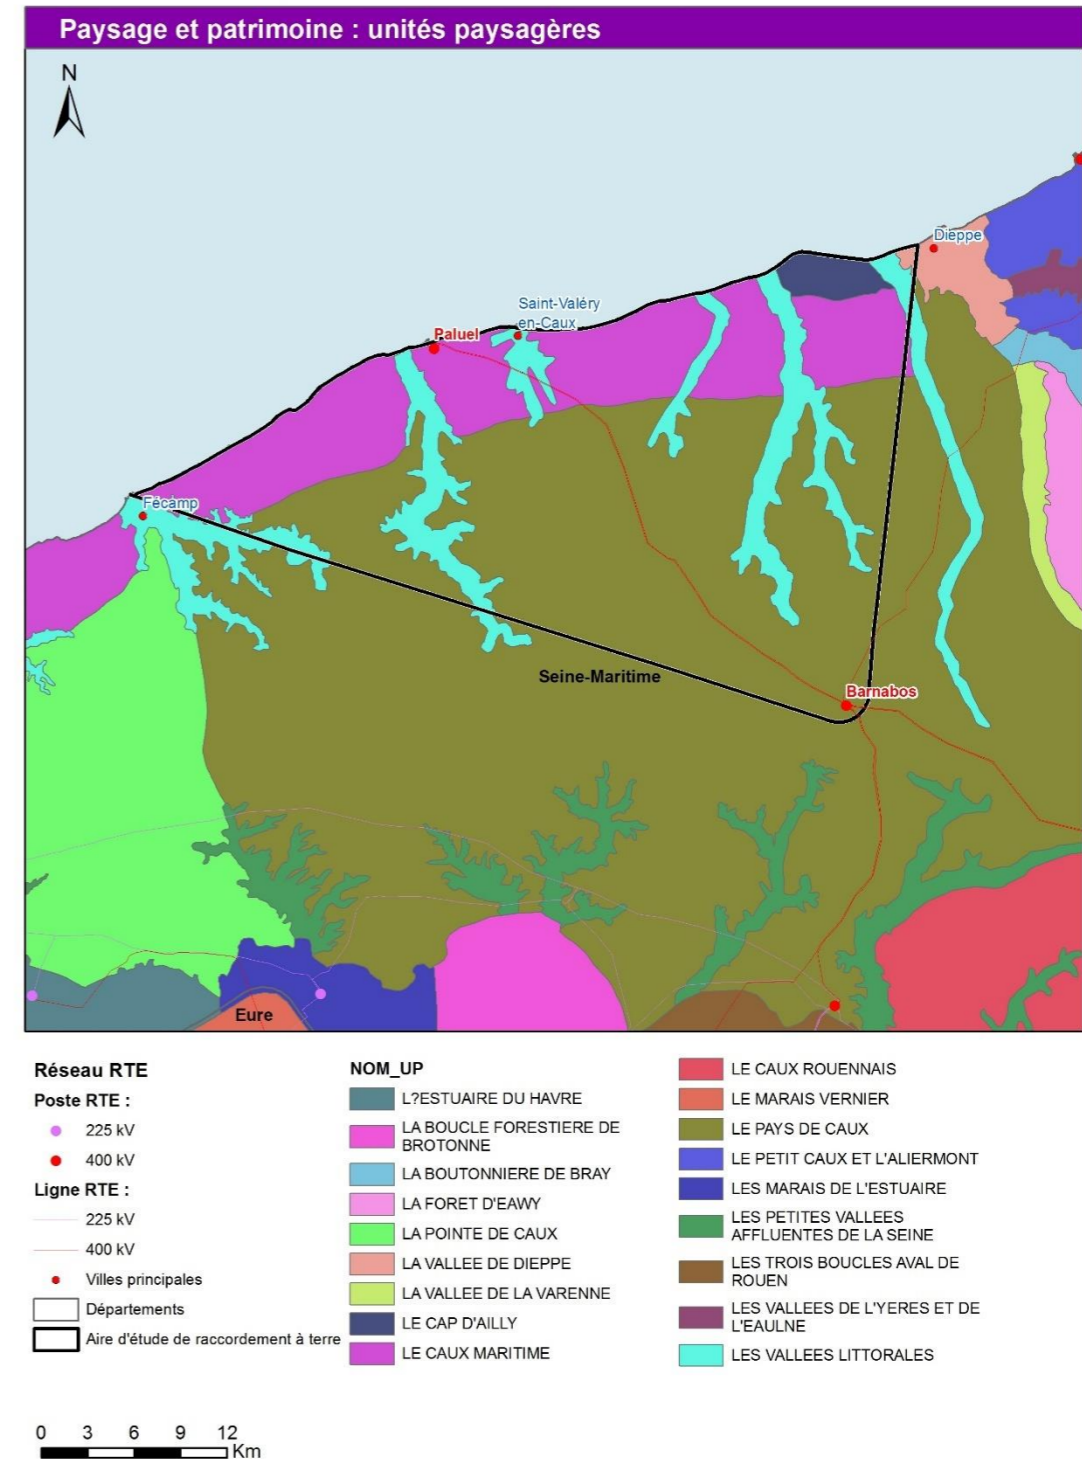 Paysage et patrimoine : unités paysagères
N
Dieppe
Saint-Valéry
en-Caux
Paluel
Fécamp
Seine-Maritime
Barnabos
Eure
Réseau RTE
Poste RTE :
225 kV
400 kV
Ligne RTE :
225 kV
400 kV
Villes principales
Départements
Aire d'étude de raccordement à terre
NOM_UP
L?ESTUAIRE DU HAVRE
LA BOUCLE FORESTIERE DE
BROTONNE
LA BOUTONNIERE DE BRAY
LA FORET D'EAWY
LA POINTE DE CAUX
LA VALLEE DE DIEPPE
LA VALLEE DE LA VARENNE
LE CAP D'AILLY
LE CAUX MARITIME
LE CAUX ROUENNAIS
LE MARAIS VERNIER
LE PAYS DE CAUX
LE PETIT CAUX ET L'ALIERMONT
LES MARAIS DE L'ESTUAIRE
LES PETITES VALLEES
AFFLUENTES DE LA SEINE
LES TROIS BOUCLES AVAL DE
ROUEN
LES VALLEES DE L'YERES ET DE
L'EAULNE
LES VALLEES LITTORALES
0 3 6 9 12
Km